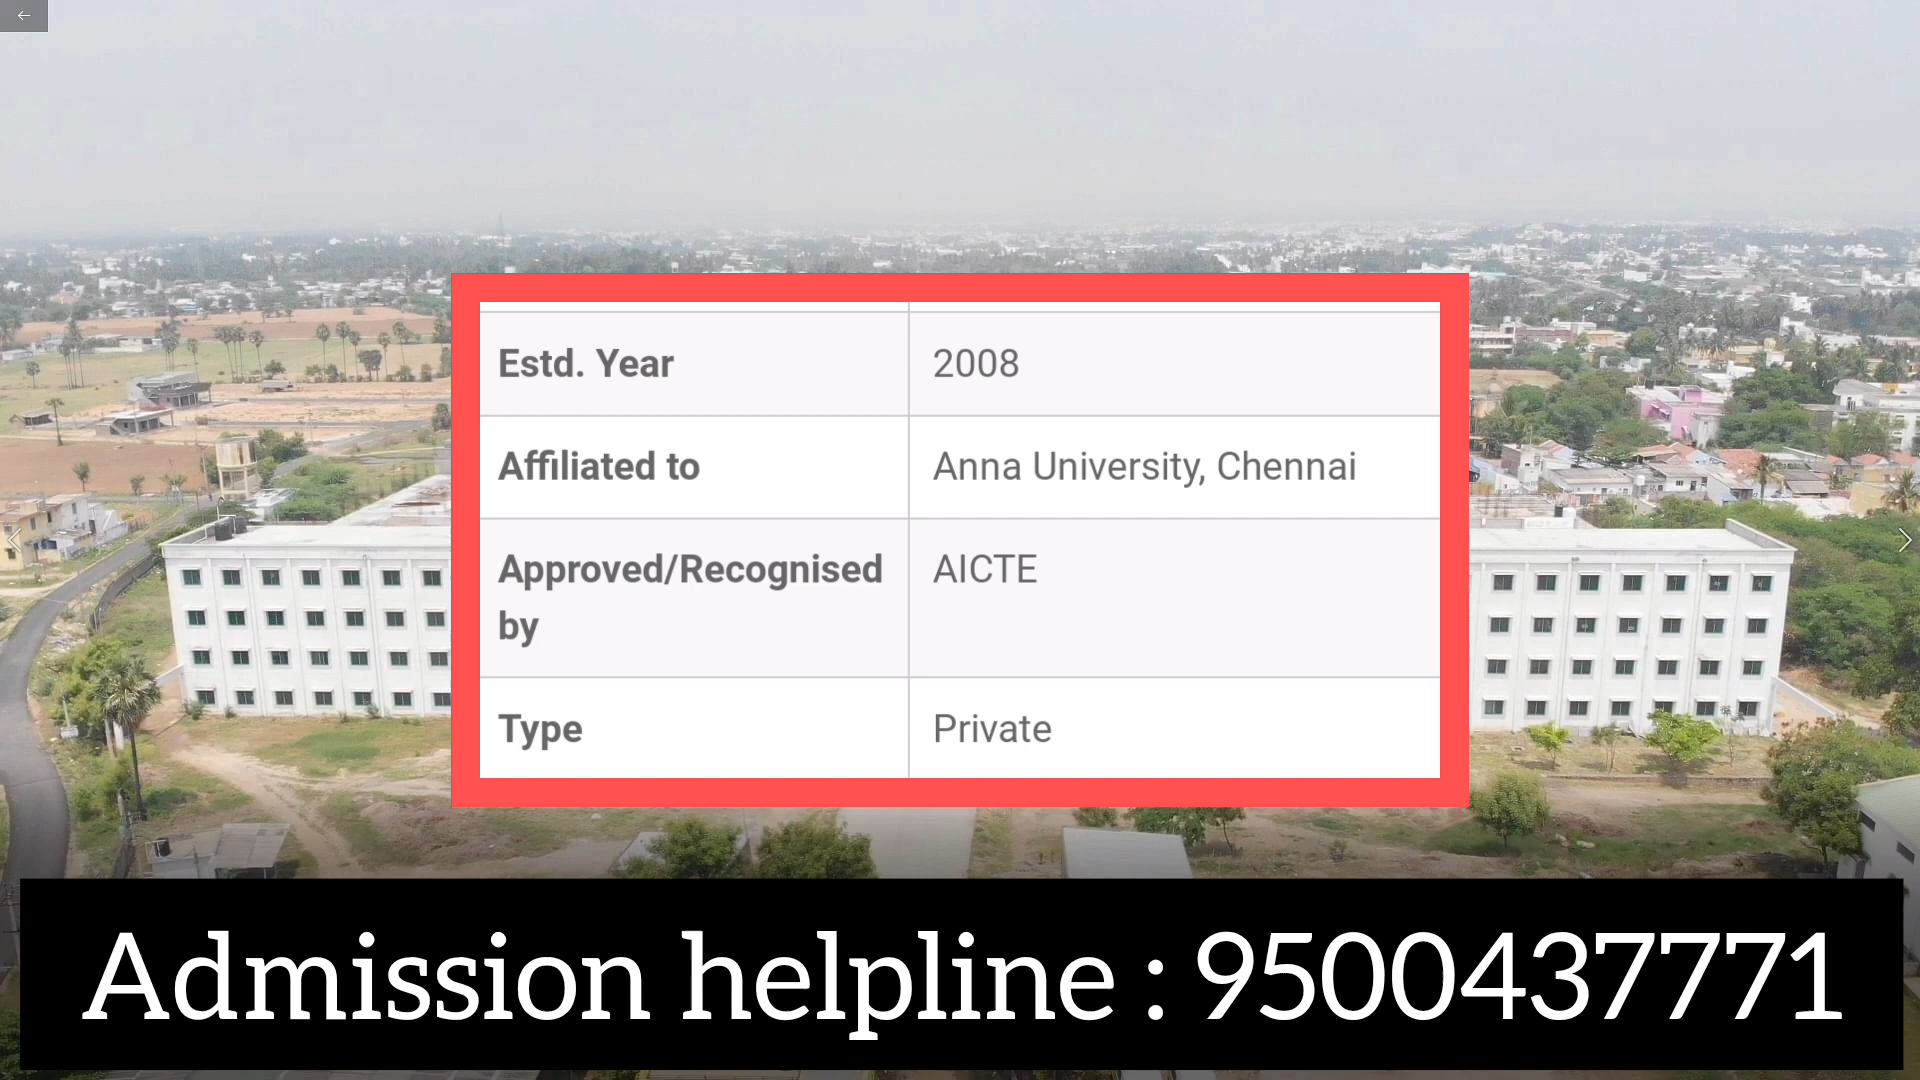 Estd. Year 2008
Affiliated to Anna University, Chennai
Approved/Recognised AICTE
by
Type Private
Admission helpline : 9500437771